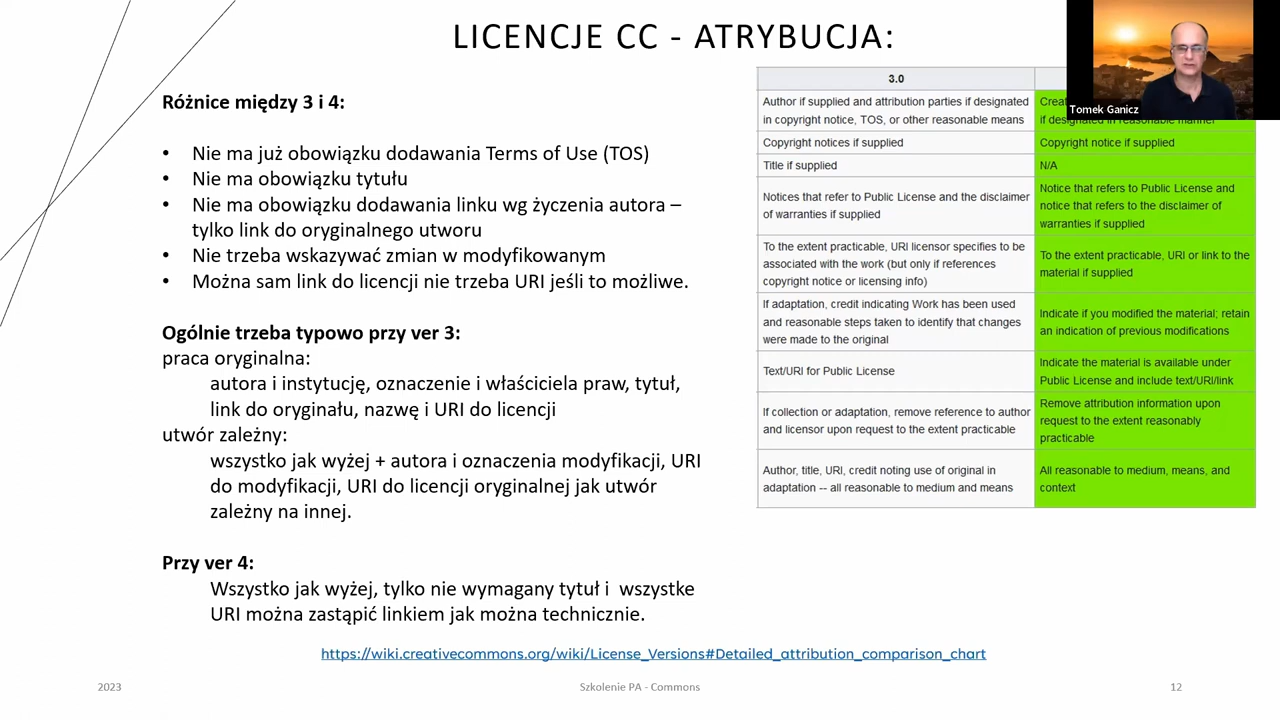 LICENCJE CC - ATRYBUCJA:
Tomek Ganicz
Różnice między 3 i 4:
• Nie ma już obowiązku dodawania Terms of Use (TOS)
• Nie ma obowiązku tytułu
• Nie ma obowiązku dodawania linku wg życzenia autora –
tylko link do oryginalnego utworu
• Nie trzeba wskazywać zmian w modyfikowanym
• Można sam link do licencji nie trzeba URI jeśli to możliwe.
Ogólnie trzeba typowo przy ver 3:
praca oryginalna:
autora i instytucję, oznaczenie i właściciela praw, tytuł,
link do oryginału, nazwę i URI do licencji
utwór zależny:
wszystko jak wyżej + autora i oznaczenia modyfikacji, URI
do modyfikacji, URI do licencji oryginalnej jak utwór
zależny na innej.
Przy ver 4:
Wszystko jak wyżej, tylko nie wymagany tytuł i wszystke
URI można zastąpić linkiem jak można technicznie.
3.0
Author if supplied and attribution parties if designated
in copyright notice, TOS, or other reasonable means
if designated in reasonable manner
Copyright notices if supplied
Copyright notice if supplied
Title if supplied
N/A
Notices that refer to Public License and the disclaimer
of warranties if supplied
Notice that refers to Public License and
notice that refers to the disclaimer of
warranties if supplied
To the extent practicable, URI licensor specifies to be
associated with the work (but only if references
copyright notice or licensing info)
To the extent practicable, URI or link to the
material if supplied
If adaptation, credit indicating Work has been used
and reasonable steps taken to identify that changes
were made to the original
Indicate if you modified the material; retain
an indication of previous modifications
Text/URI for Public License
Indicate the material is available under
Public License and include text/URI/link
If collection or adaptation, remove reference to author
and licensor upon request to the extent practicable
Remove attribution information upon
request to the extent reasonably
practicable
Author, title, URI, credit noting use of original in
adaptation -- all reasonable to medium and means
All reasonable to medium, means, and
context
https://wiki.creativecommons.org/wiki/License_Versions#Detailed_attribution_comparison_chart
2023
Szkolenie PA - Commons
12